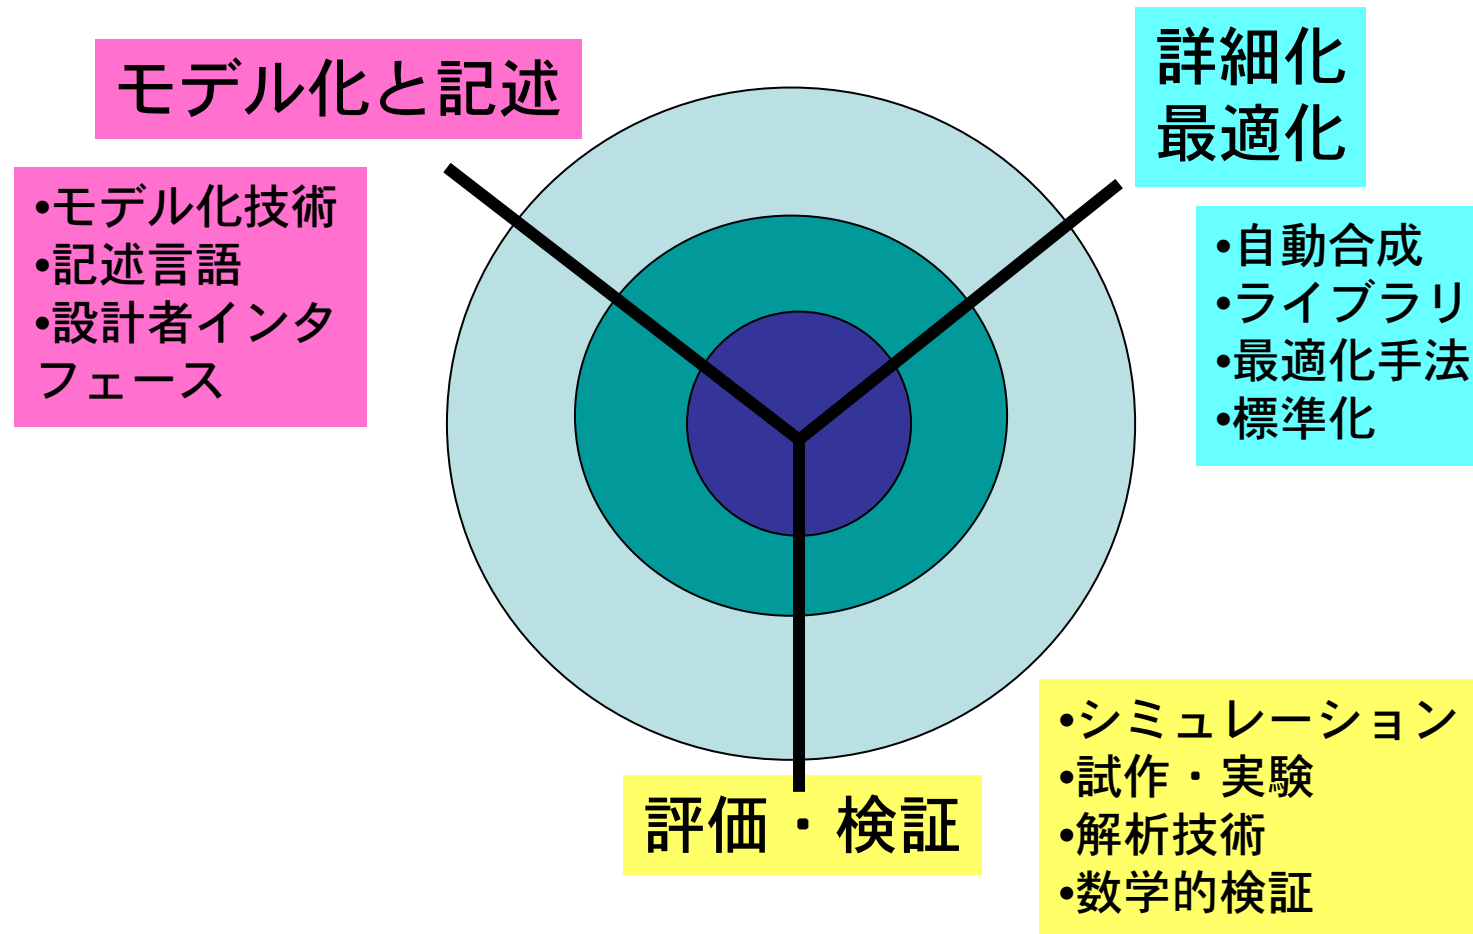 モデル化と記述
•モデル化技術
•記述言語
•設計者インタ
フェース
詳細化
最適化
•自動合成
•ライブラリ
•最適化手法
•標準化
評価・検証
•シミュレーション
•試作・実験
•解析技術
•数学的検証